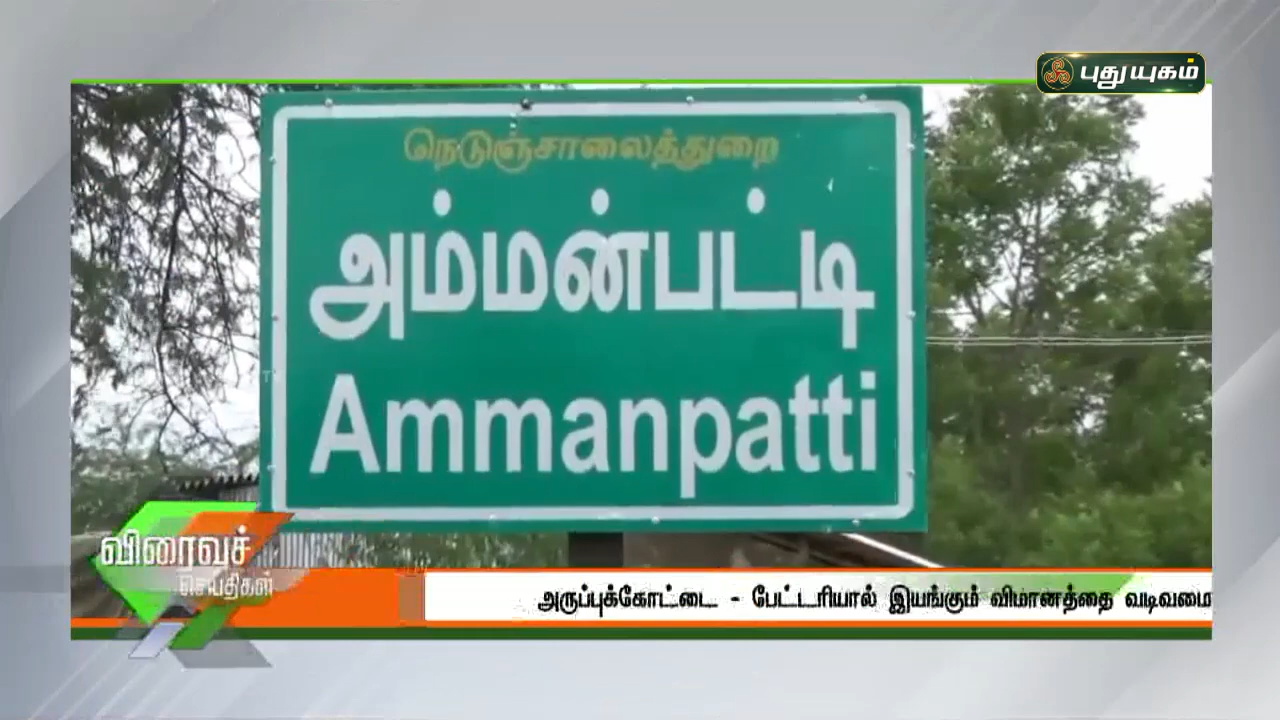 புதுயுகம்
நெடுஞ்சாலைத்துறை
அம்மன்பட்டி
Ammanpatti
விரைவுச்
செய்திகள்
அருப்புக்கோட்டை - பேட்டரியால் இயங்கும் விமானத்தை வடிவமை